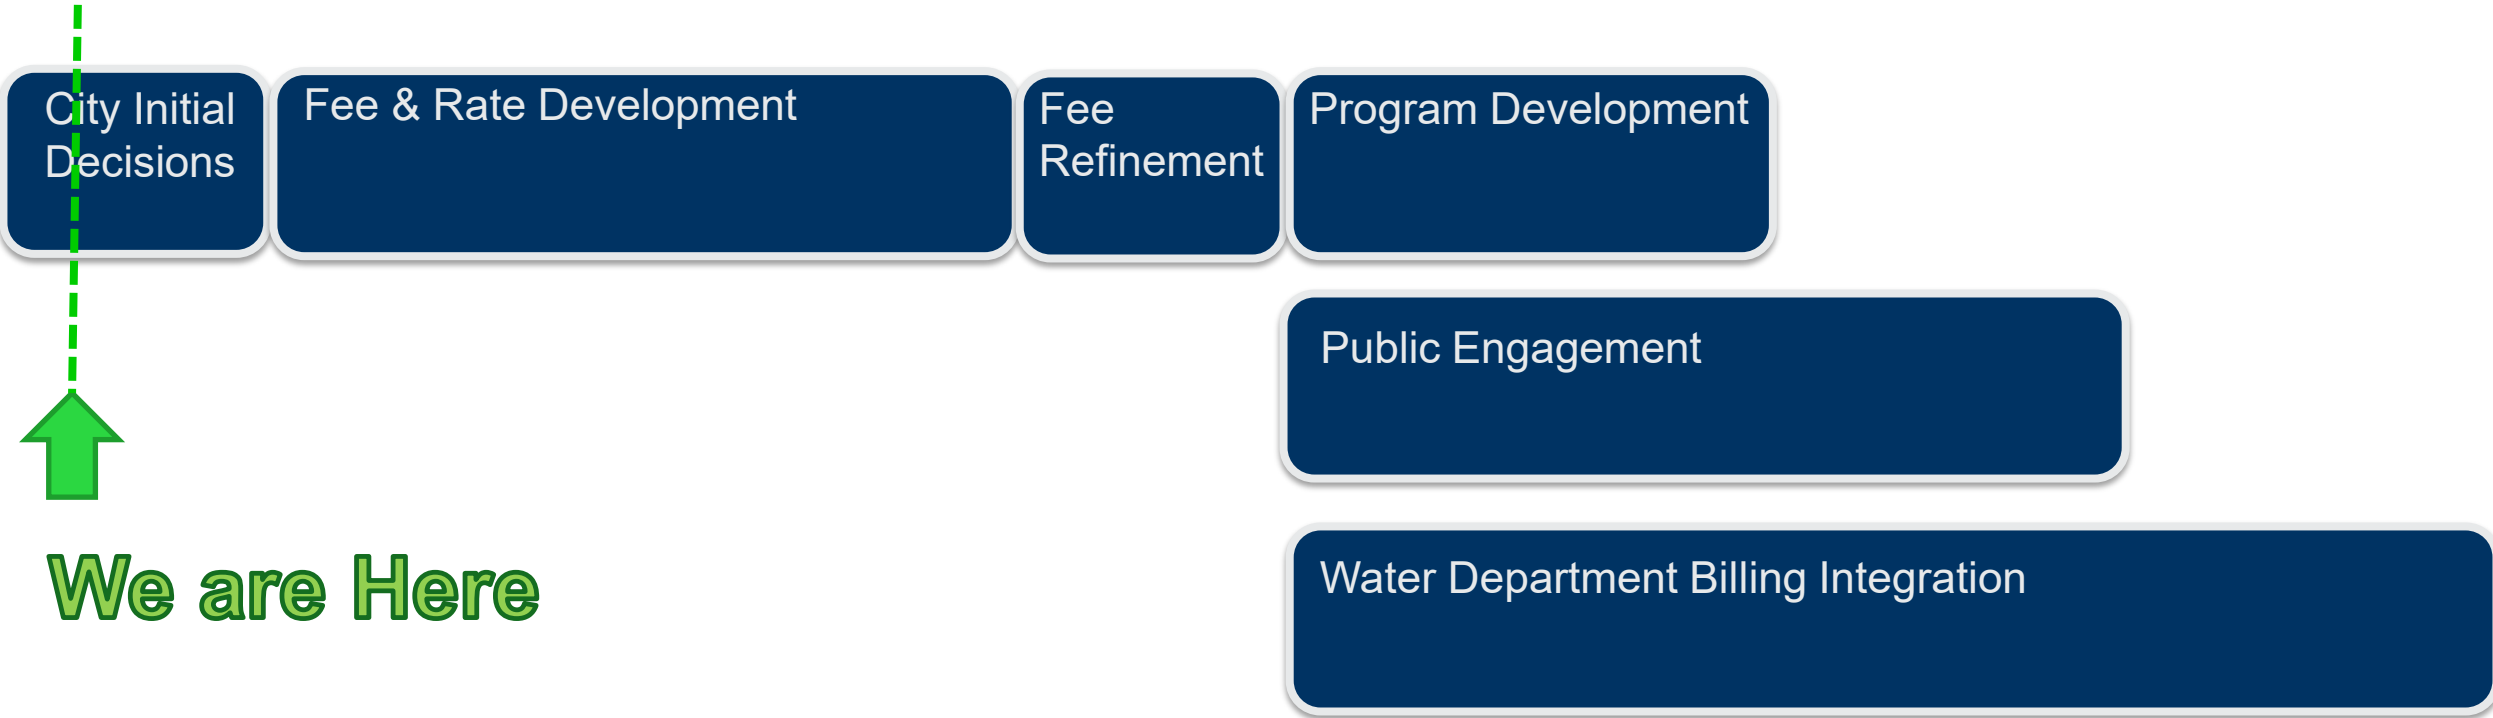 City Initial
Decisions
Fee & Rate Development
Fee
Refinement
Program Development
Public Engagement
Water Department Billing Integration
We are Here